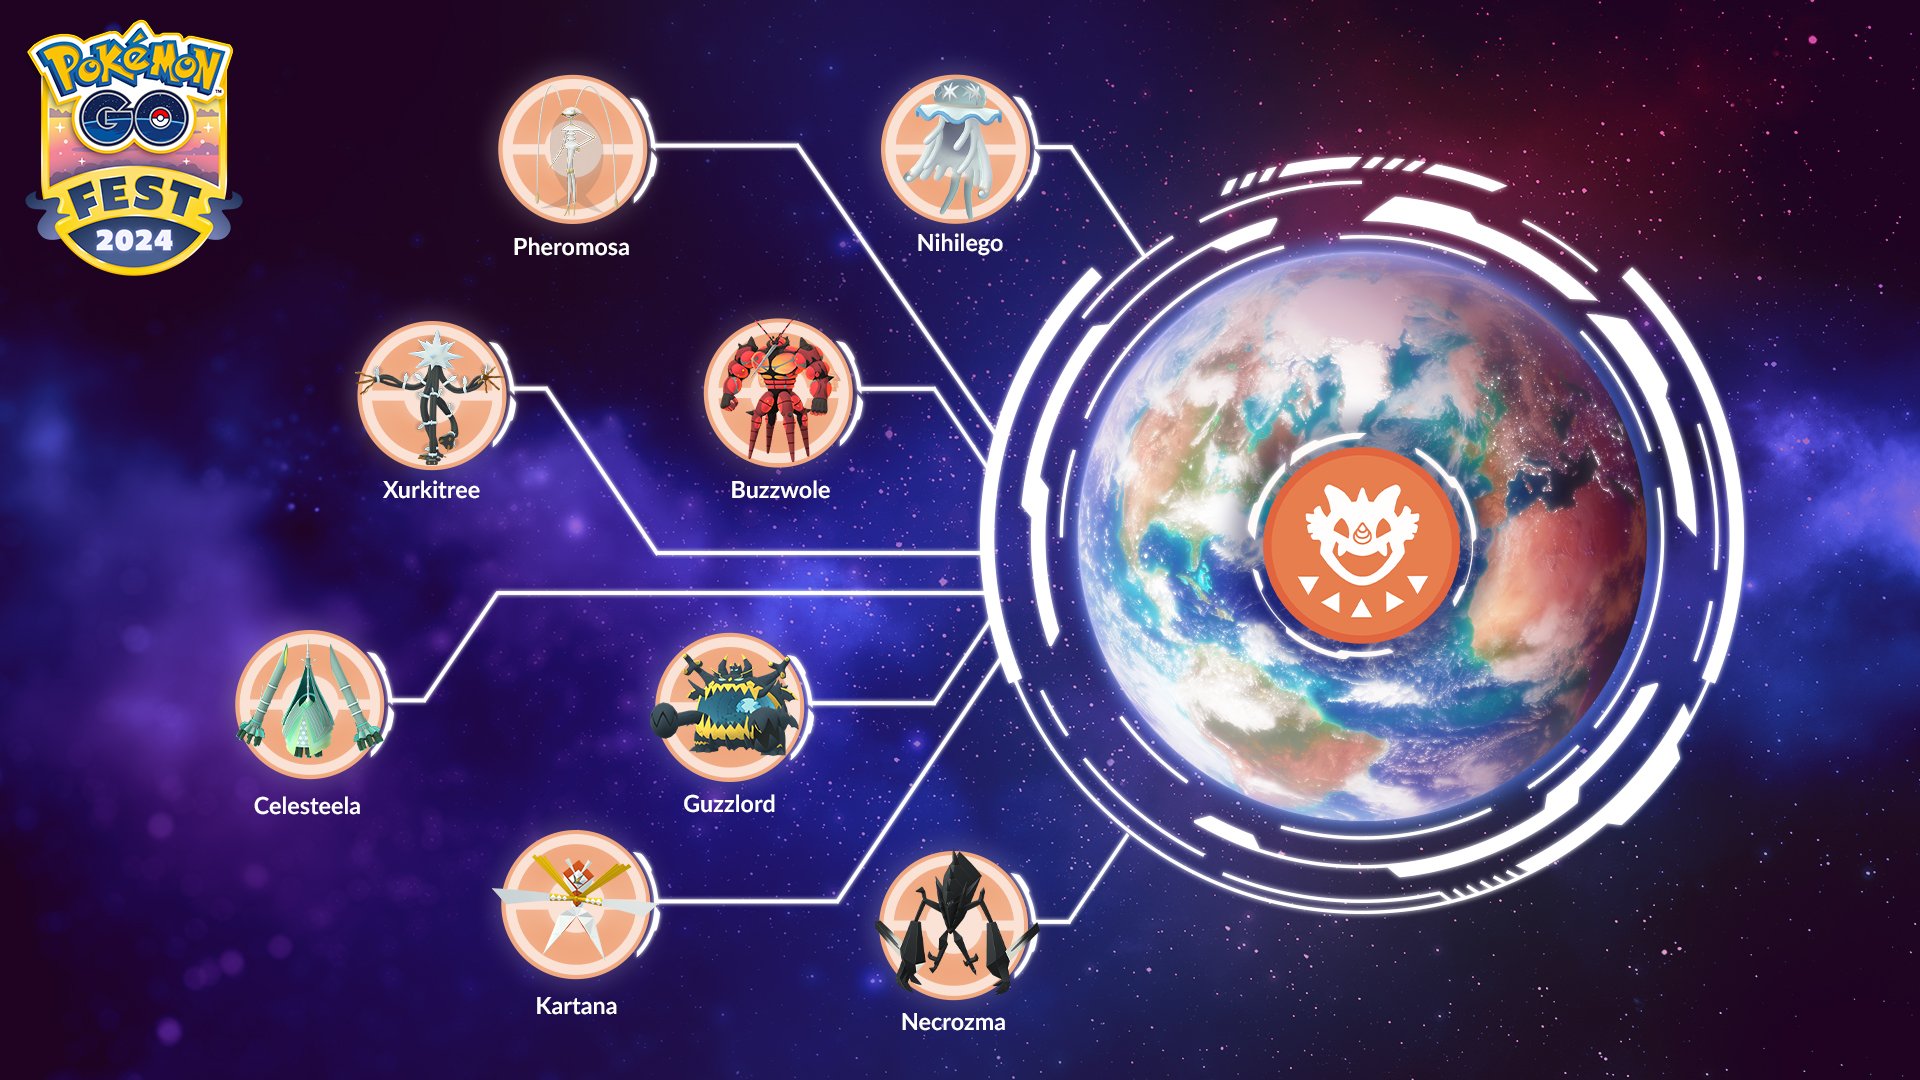 POKéMON
GO
FEST
2024
Pheromosa
Nihilego
Xurkitree
Buzzwole
Celesteela
Guzzlord
Kartana
Necrozma